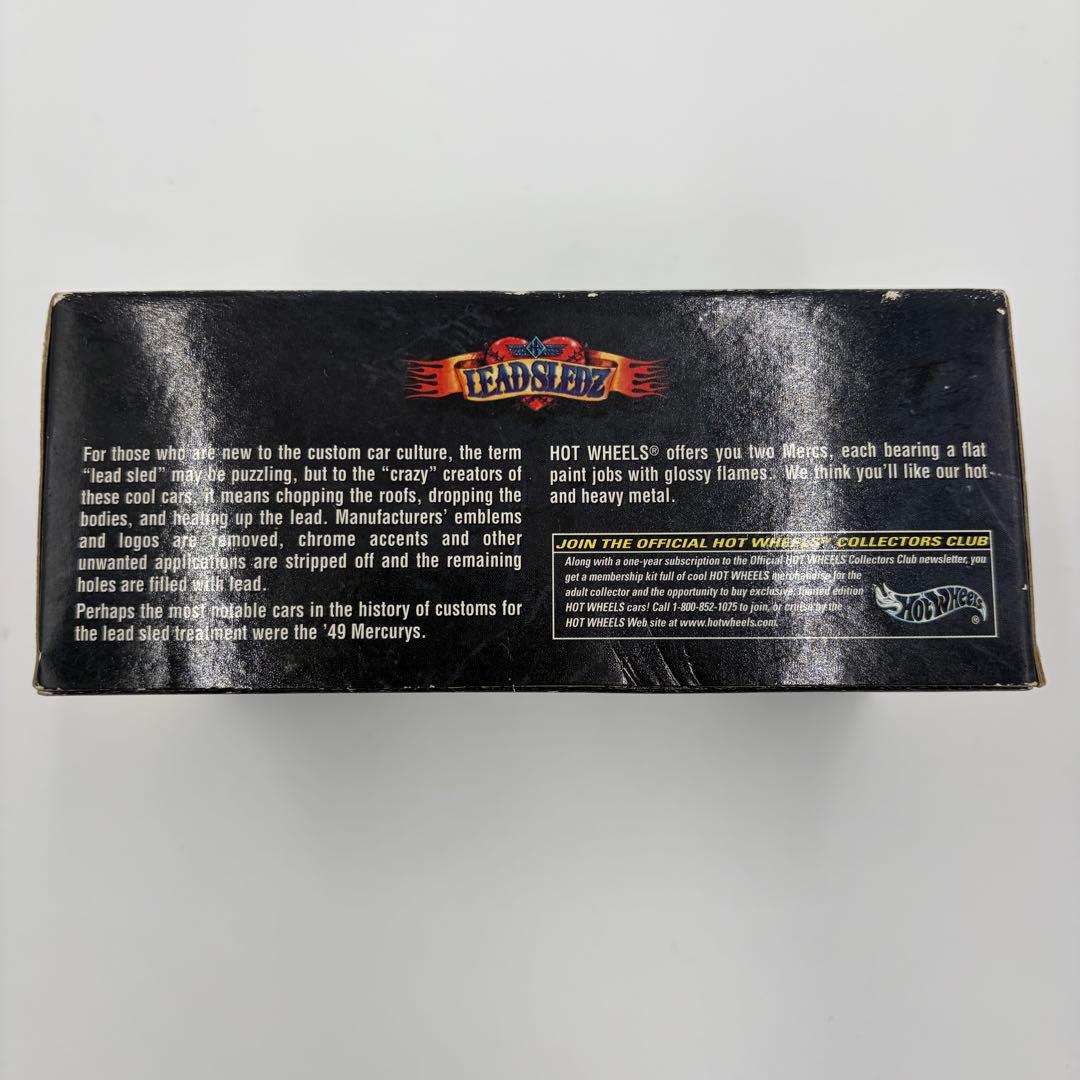 LEAD SLEDZ
For those who are new to the custom car culture, the term
"lead sled" may be puzzling, but to the "crazy" creators of
these cool cars, it means chopping the roofs, dropping the
bodies, and heating up the lead. Manufacturers' emblems
and logos are removed, chrome accents and other
unwanted applications are stripped off and the remaining
holes are filled with lead.
Perhaps the most notable cars in the history of customs for
the lead sled treatment were the '49 Mercurys.
HOT WHEELS® offers you two Mercs, each bearing a flat
paint jobs with glossy flames. We think you'll like our hot
and heavy metal.
JOIN THE OFFICIAL HOT WHEELS® COLLECTORS CLUB
Along with a one-year subscription to the Official HOT WHEELS Collectors Club newsletter, you
get a membership kit full of cool HOT WHEELS merchandise for the
adult collector and the opportunity to buy exclusive, limited edition
HOT WHEELS cars! Call 1-800-852-1075 to join, or cruise by the
HOT WHEELS Web site at www.hotwheels.com.
HOT WHEELS ®